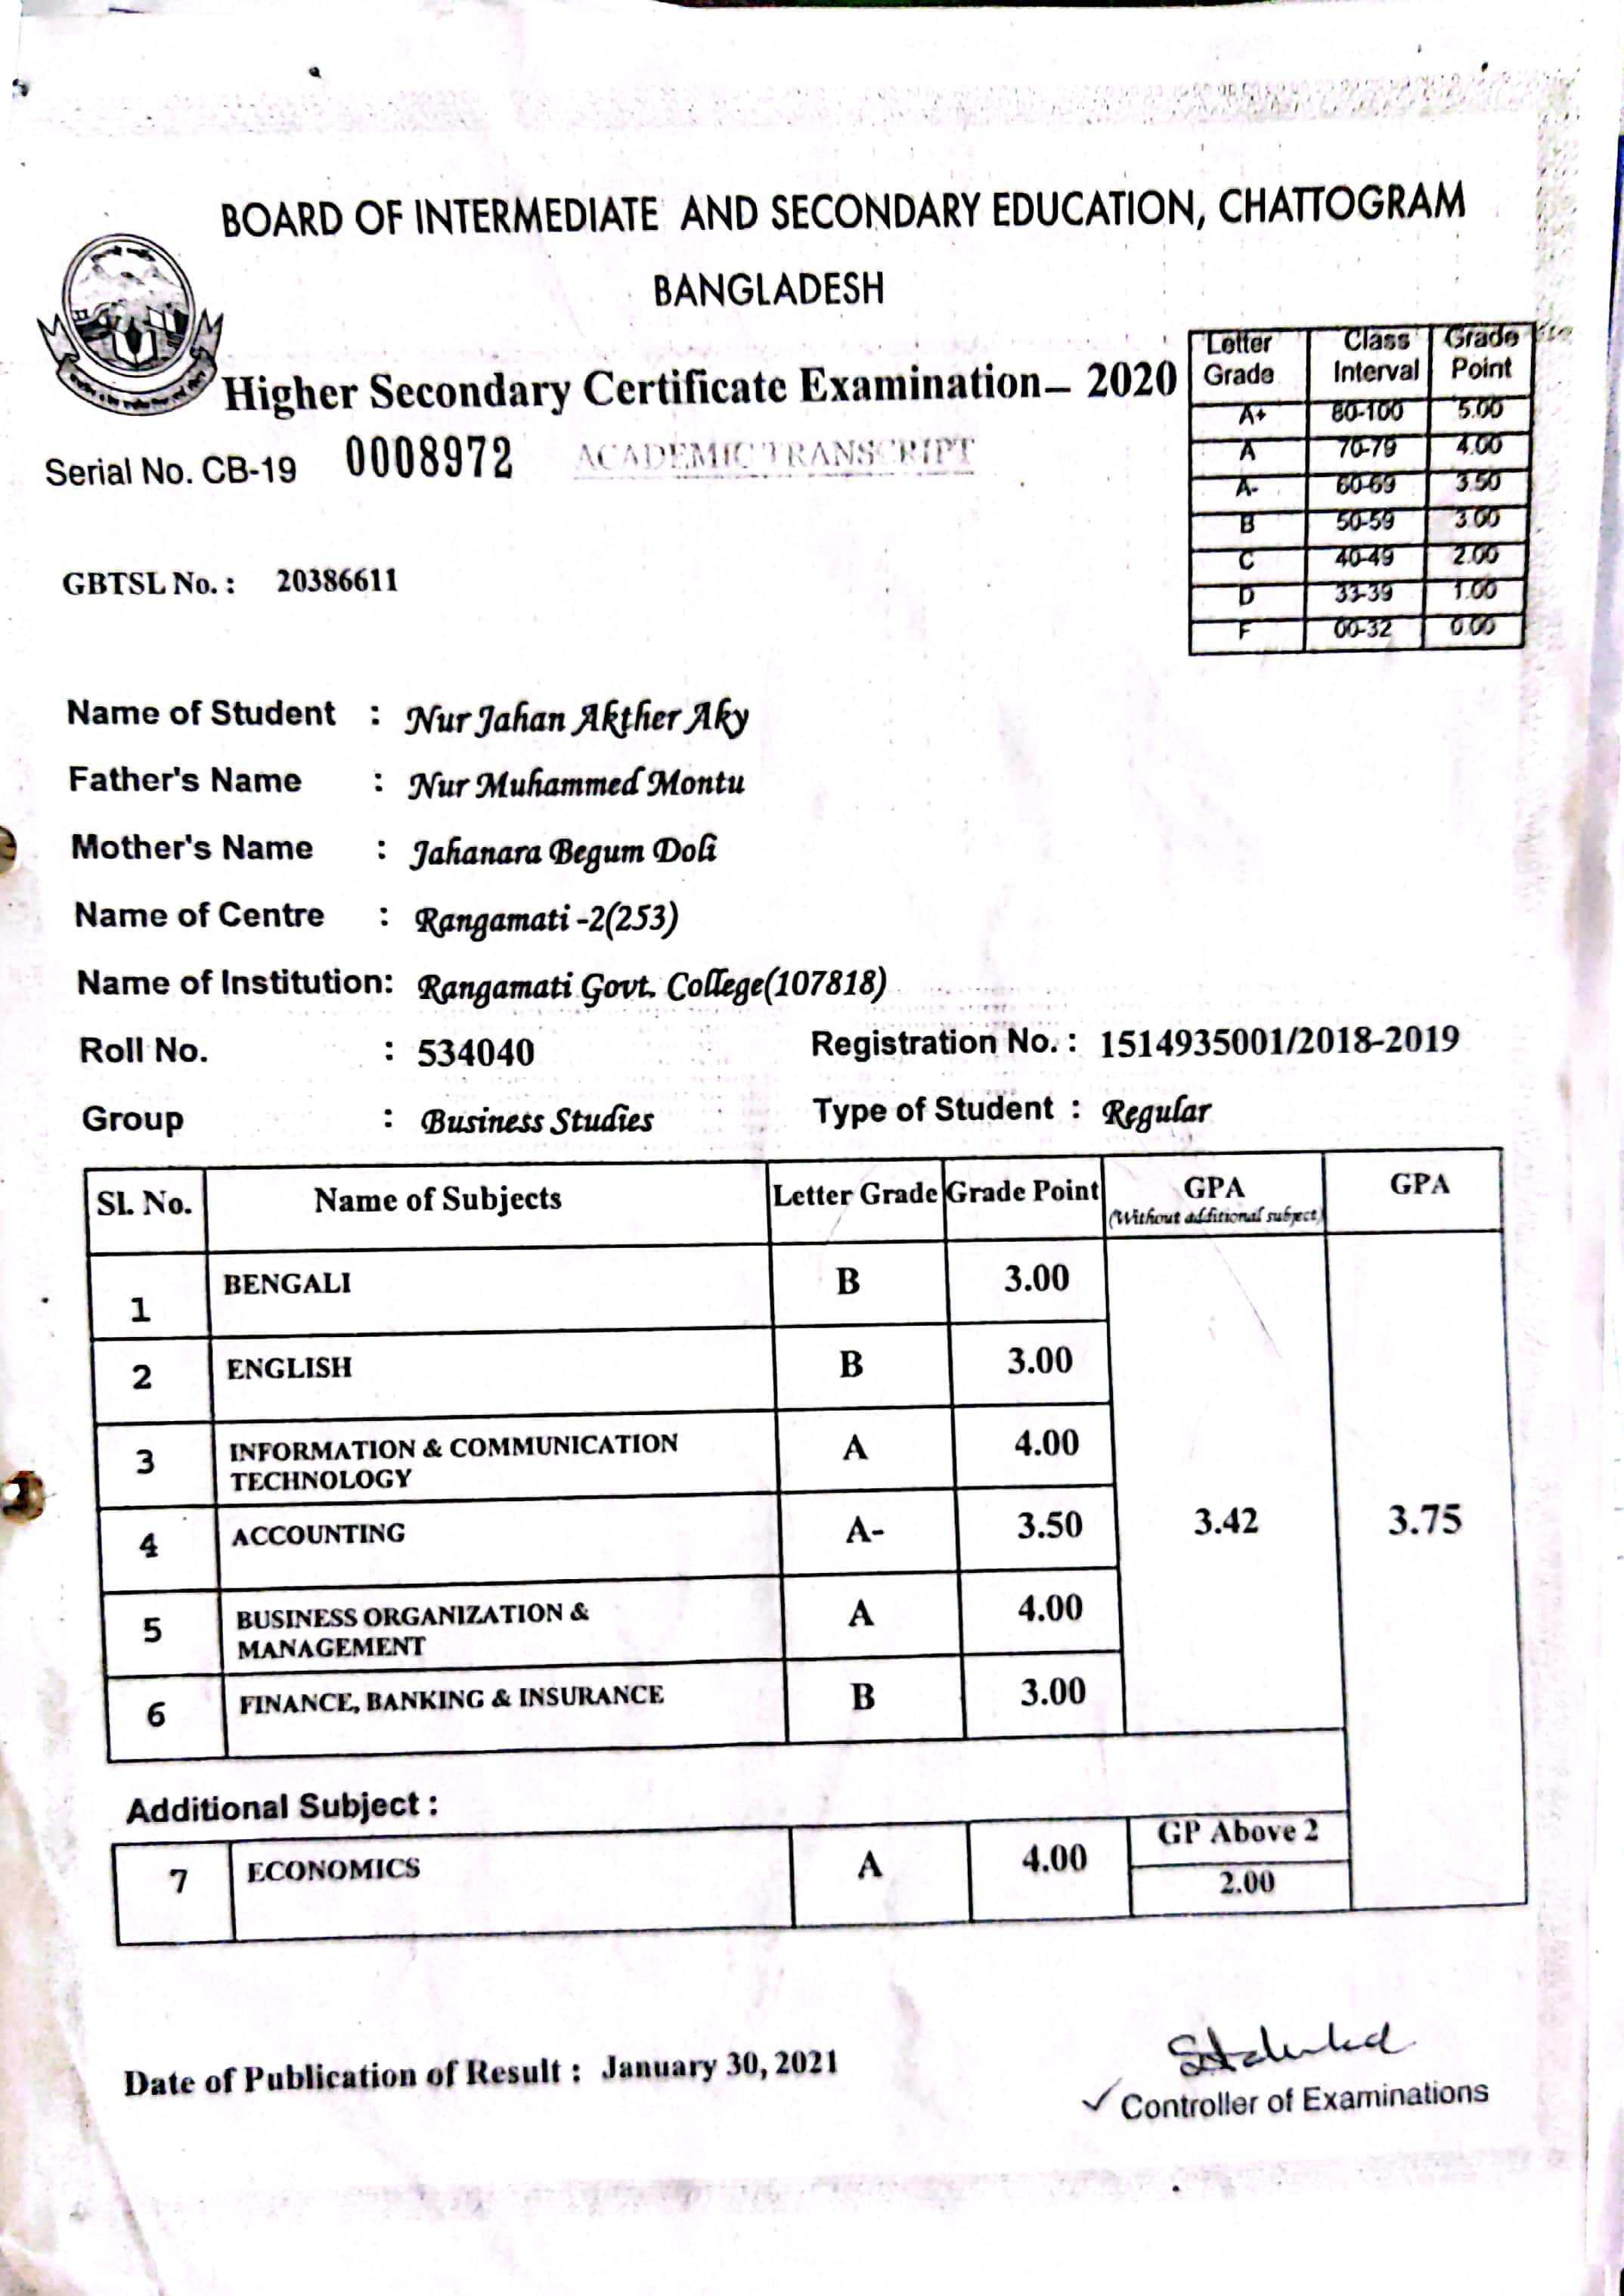 BOARD OF INTERMEDIATE AND SECONDARY EDUCATION, CHATTOGRAM
BANGLADESH
Higher Secondary Certificate Examination– 2020
Serial No. CB-19 0008972 ACADEMIC TRANSCRIPT
Letter Grade Class Interval Grade Point
A+ 80-100 5.00
A 70-79 4.00
A- 60-69 3.50
B 50-59 3.00
C 40-49 2.00
D 33-39 1.00
F 00-32 0.00
GBTSL No. : 20386611
Name of Student : Nur Jahan Akther Aky
Father's Name : Nur Muhammed Montu
Mother's Name : Jahanara Begum Doli
Name of Centre : Rangamati -2(253)
Name of Institution: Rangamati Govt. College(107818)
Roll No. : 534040 Registration No. : 1514935001/2018-2019
Group : Business Studies Type of Student : Regular
Sl. No. Name of Subjects Letter Grade Grade Point GPA (Without additional subject) GPA
1 BENGALI B 3.00
2 ENGLISH B 3.00
3 INFORMATION & COMMUNICATION TECHNOLOGY A 4.00
4 ACCOUNTING A- 3.50 3.42 3.75
5 BUSINESS ORGANIZATION & MANAGEMENT A 4.00
6 FINANCE, BANKING & INSURANCE B 3.00
Additional Subject :
7 ECONOMICS A 4.00 GP Above 2
2.00
Date of Publication of Result : January 30, 2021
Controller of Examinations